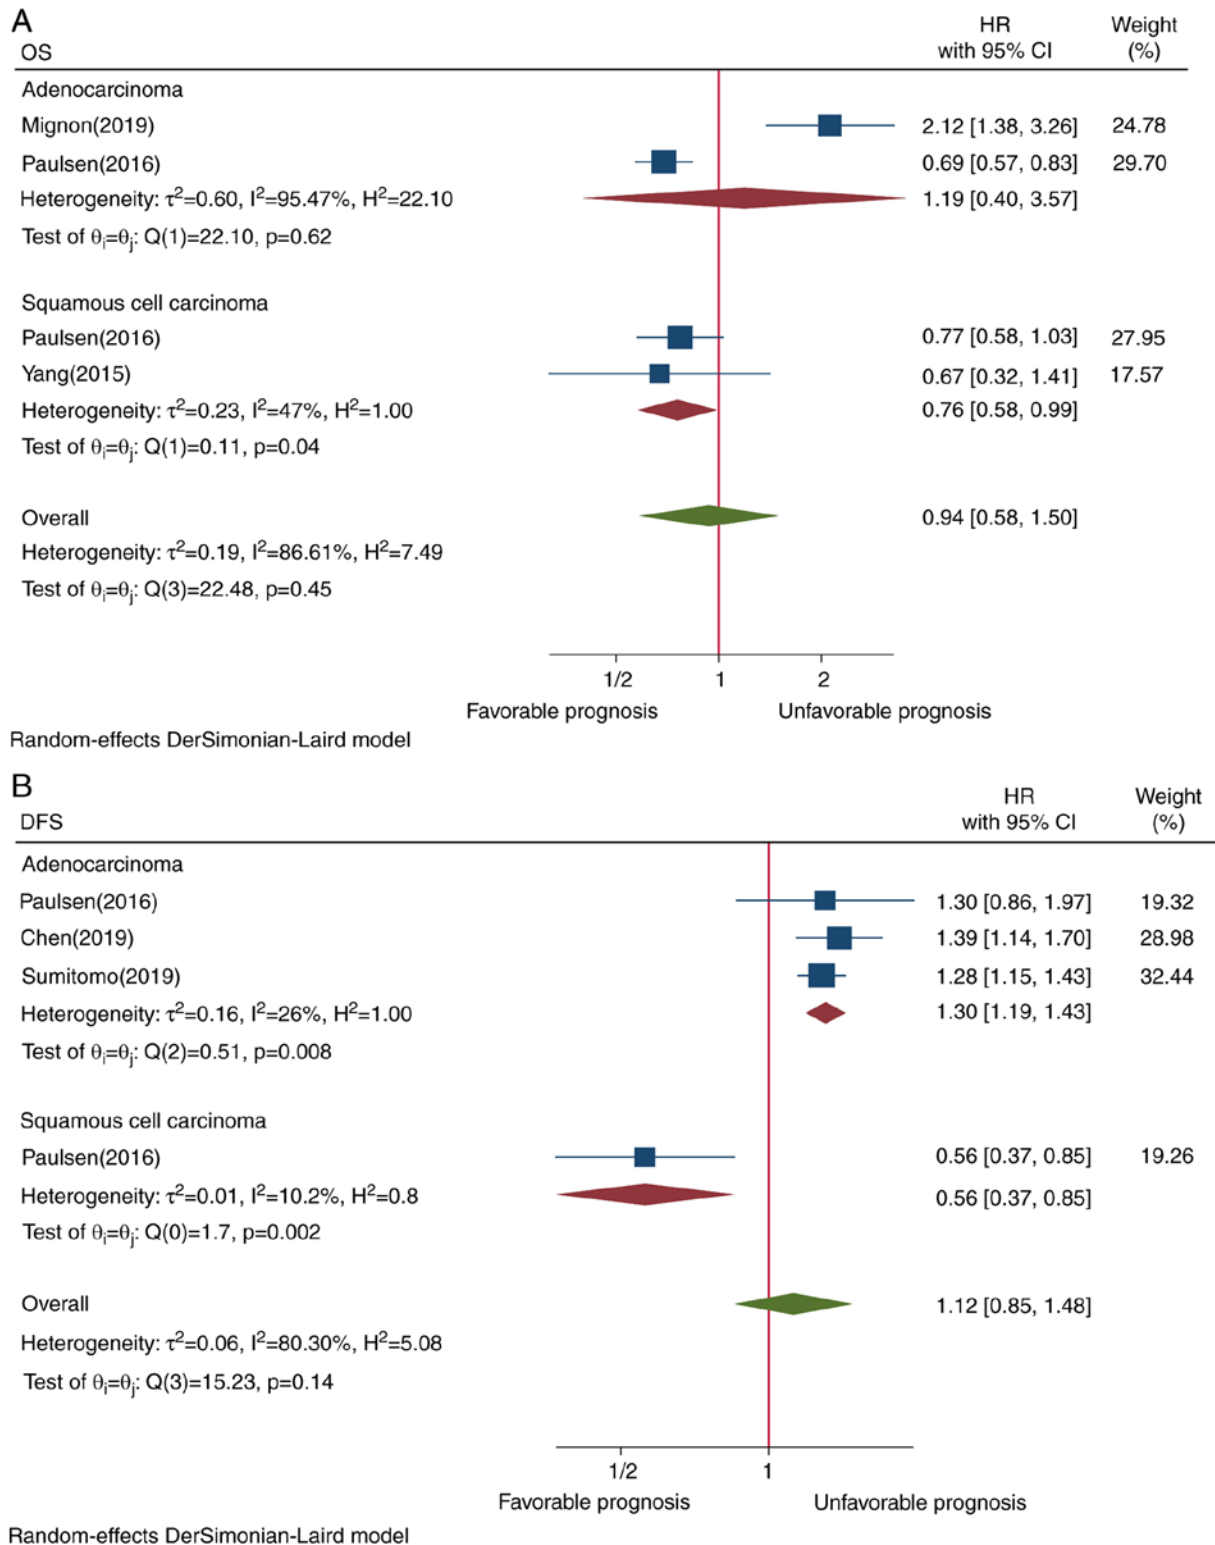 A
HR Weight
OS with 95% CI (%)
Adenocarcinoma
Mignon(2019) 2.12 [1.38, 3.26] 24.78
Paulsen(2016) 0.69 [0.57, 0.83] 29.70
Heterogeneity: τ²=0.60, I²=95.47%, H²=22.10 1.19 [0.40, 3.57]
Test of θi=θj: Q(1)=22.10, p=0.62
Squamous cell carcinoma
Paulsen(2016) 0.77 [0.58, 1.03] 27.95
Yang(2015) 0.67 [0.32, 1.41] 17.57
Heterogeneity: τ²=0.23, I²=47%, H²=1.00 0.76 [0.58, 0.99]
Test of θi=θj: Q(1)=0.11, p=0.04
Overall 0.94 [0.58, 1.50]
Heterogeneity: τ²=0.19, I²=86.61%, H²=7.49
Test of θi=θj: Q(3)=22.48, p=0.45
1/2 1 2
Favorable prognosis Unfavorable prognosis
Random-effects DerSimonian-Laird model
B
HR Weight
DFS with 95% CI (%)
Adenocarcinoma
Paulsen(2016) 1.30 [0.86, 1.97] 19.32
Chen(2019) 1.39 [1.14, 1.70] 28.98
Sumitomo(2019) 1.28 [1.15, 1.43] 32.44
Heterogeneity: τ²=0.16, I²=26%, H²=1.00 1.30 [1.19, 1.43]
Test of θi=θj: Q(2)=0.51, p=0.008
Squamous cell carcinoma
Paulsen(2016) 0.56 [0.37, 0.85] 19.26
Heterogeneity: τ²=0.01, I²=10.2%, H²=0.8 0.56 [0.37, 0.85]
Test of θi=θj: Q(0)=1.7, p=0.002
Overall 1.12 [0.85, 1.48]
Heterogeneity: τ²=0.06, I²=80.30%, H²=5.08
Test of θi=θj: Q(3)=15.23, p=0.14
1/2 1
Favorable prognosis Unfavorable prognosis
Random-effects DerSimonian-Laird model